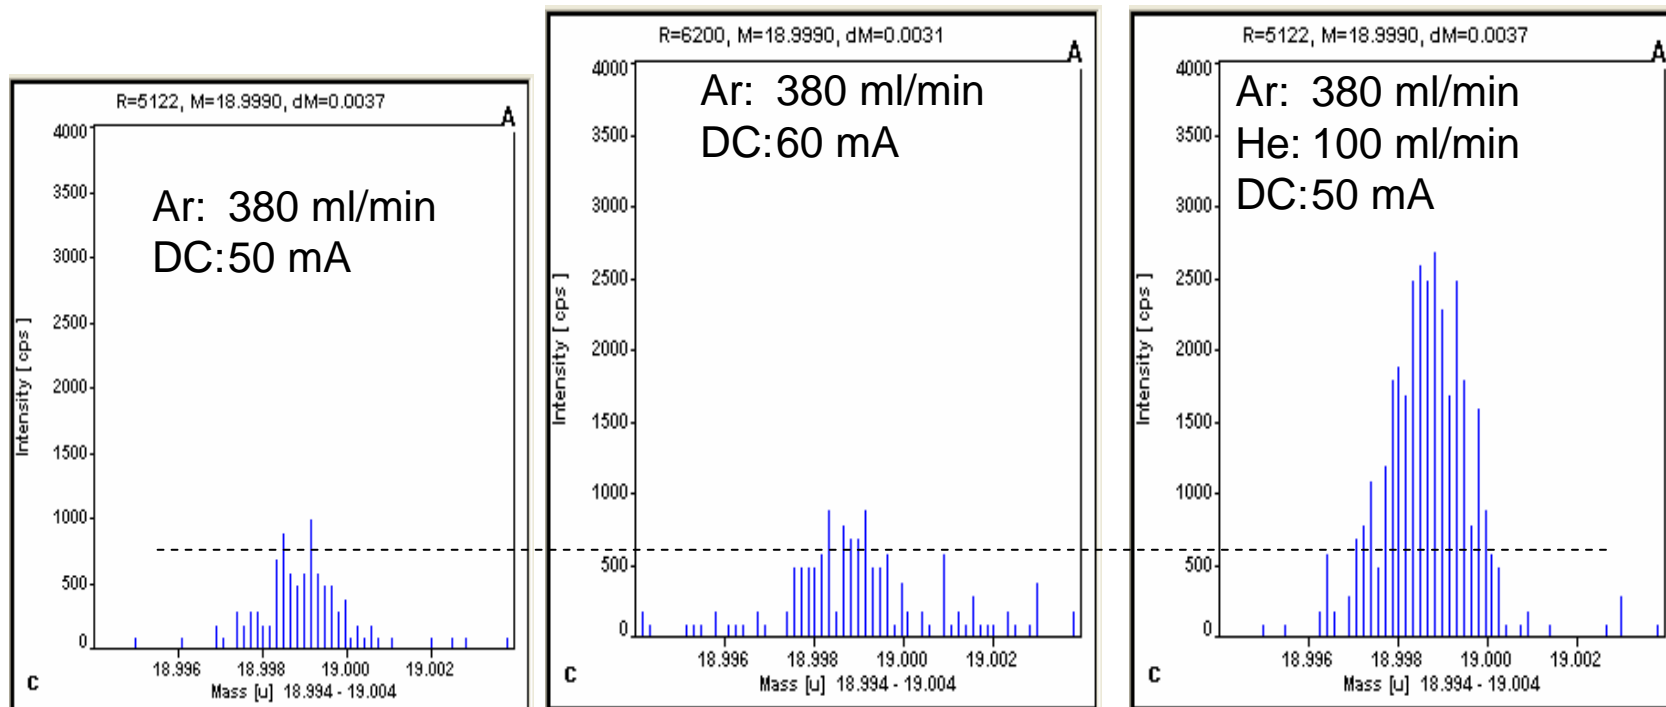 R=5122, M=18.9990, dM=0.0037
A
Ar: 380 ml/min
DC:50 mA
4000
3500
3000
2500
2000
1500
1000
500
0
Intensity [ cps ]
18.996 18.998 19.000 19.002
Mass [u] 18.994 - 19.004
C
R=6200, M=18.9990, dM=0.0031
A
Ar: 380 ml/min
DC:60 mA
4000
3500
3000
2500
2000
1500
1000
500
0
Intensity [ cps ]
18.996 18.998 19.000 19.002
Mass [u] 18.994 - 19.004
C
R=5122, M=18.9990, dM=0.0037
A
Ar: 380 ml/min
He: 100 ml/min
DC:50 mA
4000
3500
3000
2500
2000
1500
1000
500
0
Intensity [ cps ]
18.996 18.998 19.000 19.002
Mass [u] 18.994 - 19.004
C